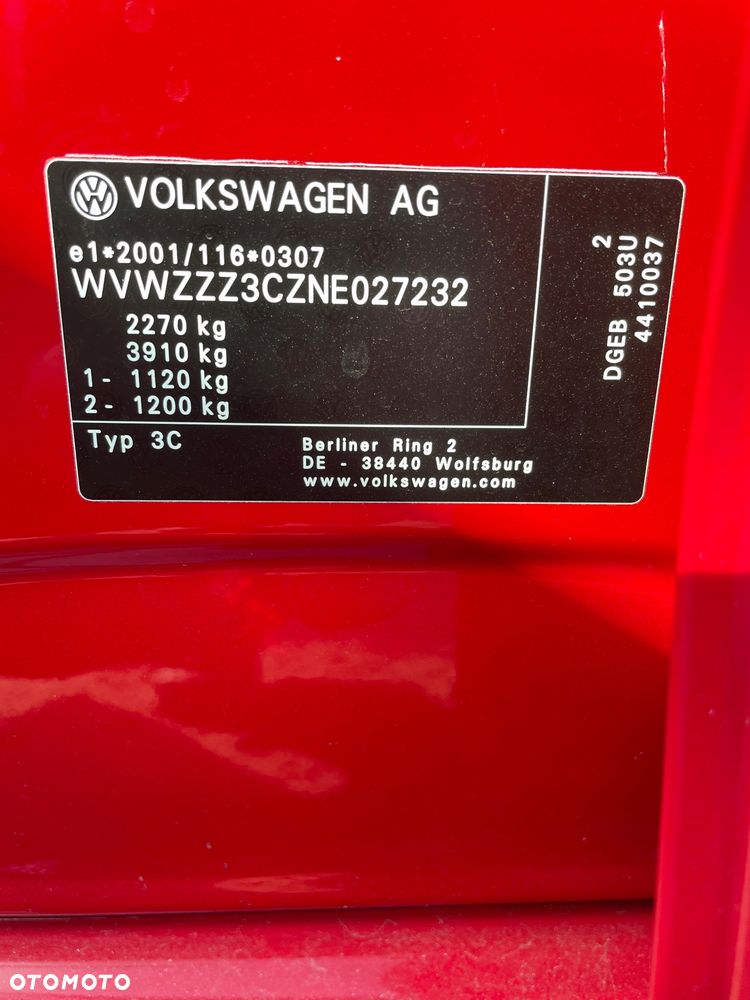 VOLKSWAGEN AG
e1*2001/116*0307
WVWZZZ3CZNE027232
2270 kg
3910 kg
1- 1120 kg
2- 1200 kg
Typ 3C
Berliner Ring 2
DE - 38440 Wolfsburg
www.volkswagen.com
2
DGEB 503U
4410037
OTOMOTO